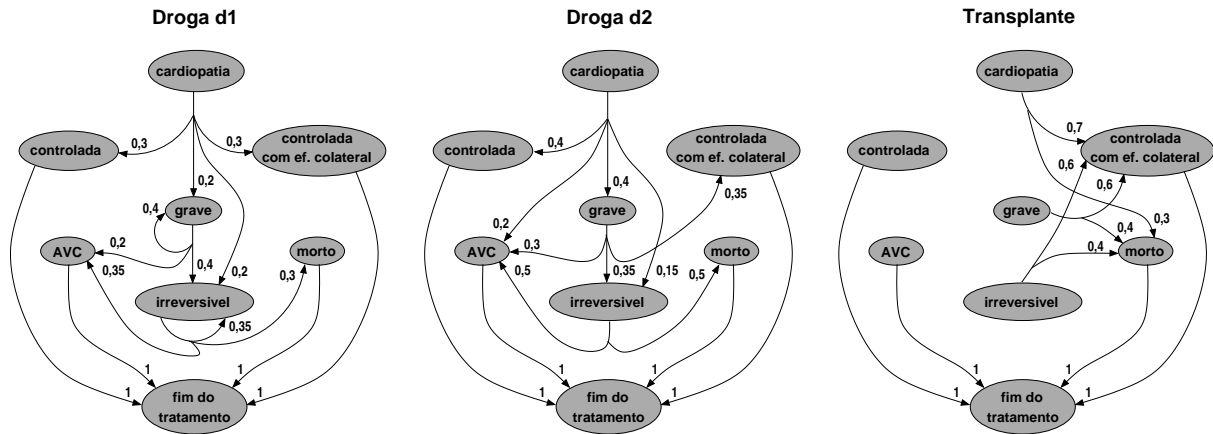 Droga d1
cardiopatia
0,3
0,3
controlada
controlada
com ef. colateral
0,2
0,4
grave
AVC
0,2
morto
0,35
0,4
0,2
0,3
irreversivel
0,35
1
1
1
1
fim do
tratamento
Droga d2
cardiopatia
0,4
controlada
controlada
com ef. colateral
0,4
0,35
grave
0,2
AVC
0,3
morto
0,5
0,35
0,15
0,5
irreversivel
1
1
1
1
fim do
tratamento
Transplante
cardiopatia
0,7
controlada
controlada
com ef. colateral
0,6
0,6
grave
0,3
0,4
AVC
0,4
morto
irreversivel
1
1
1
1
fim do
tratamento